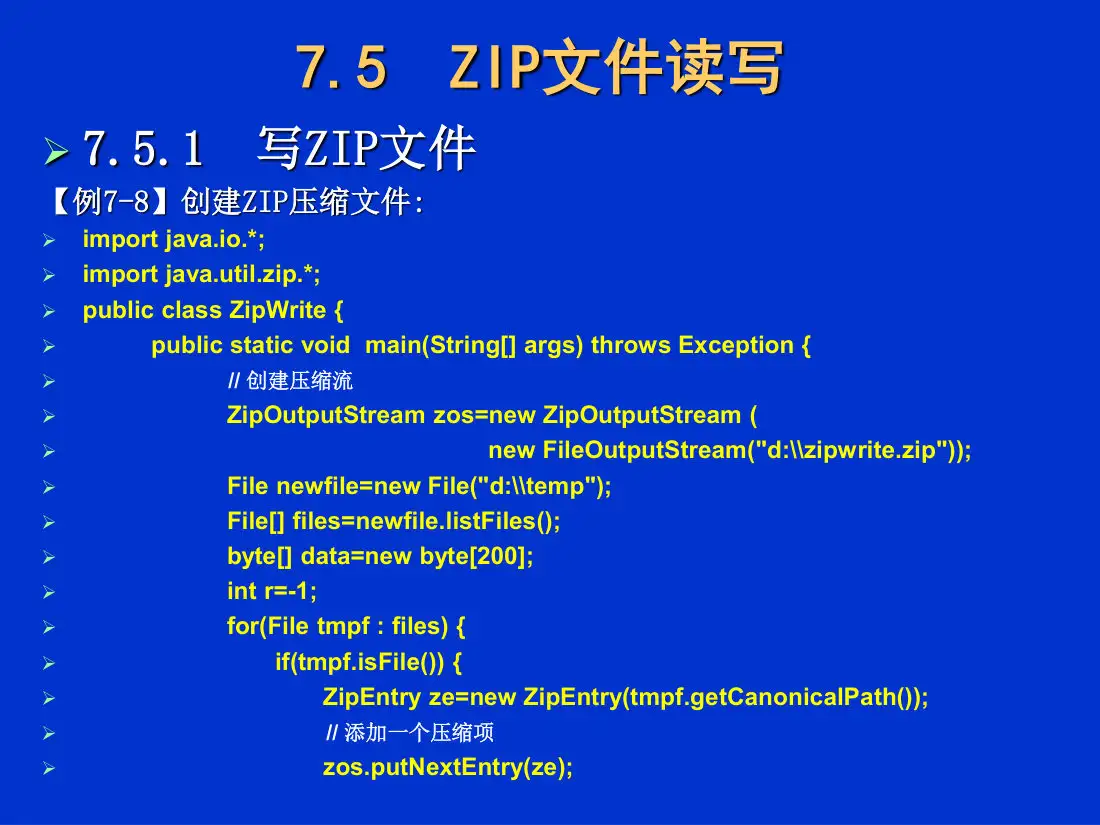 7.5 ZIP文件读写
7.5.1 写ZIP文件
【例7-8】创建ZIP压缩文件:
import java.io.*;
import java.util.zip.*;
public class ZipWrite {
public static void main(String[] args) throws Exception {
// 创建压缩流
ZipOutputStream zos=new ZipOutputStream (
new FileOutputStream("d:\\zipwrite.zip"));
File newfile=new File("d:\\temp");
File[] files=newfile.listFiles();
byte[] data=new byte[200];
int r=-1;
for(File tmpf : files) {
if(tmpf.isFile()) {
ZipEntry ze=new ZipEntry(tmpf.getCanonicalPath());
// 添加一个压缩项
zos.putNextEntry(ze);